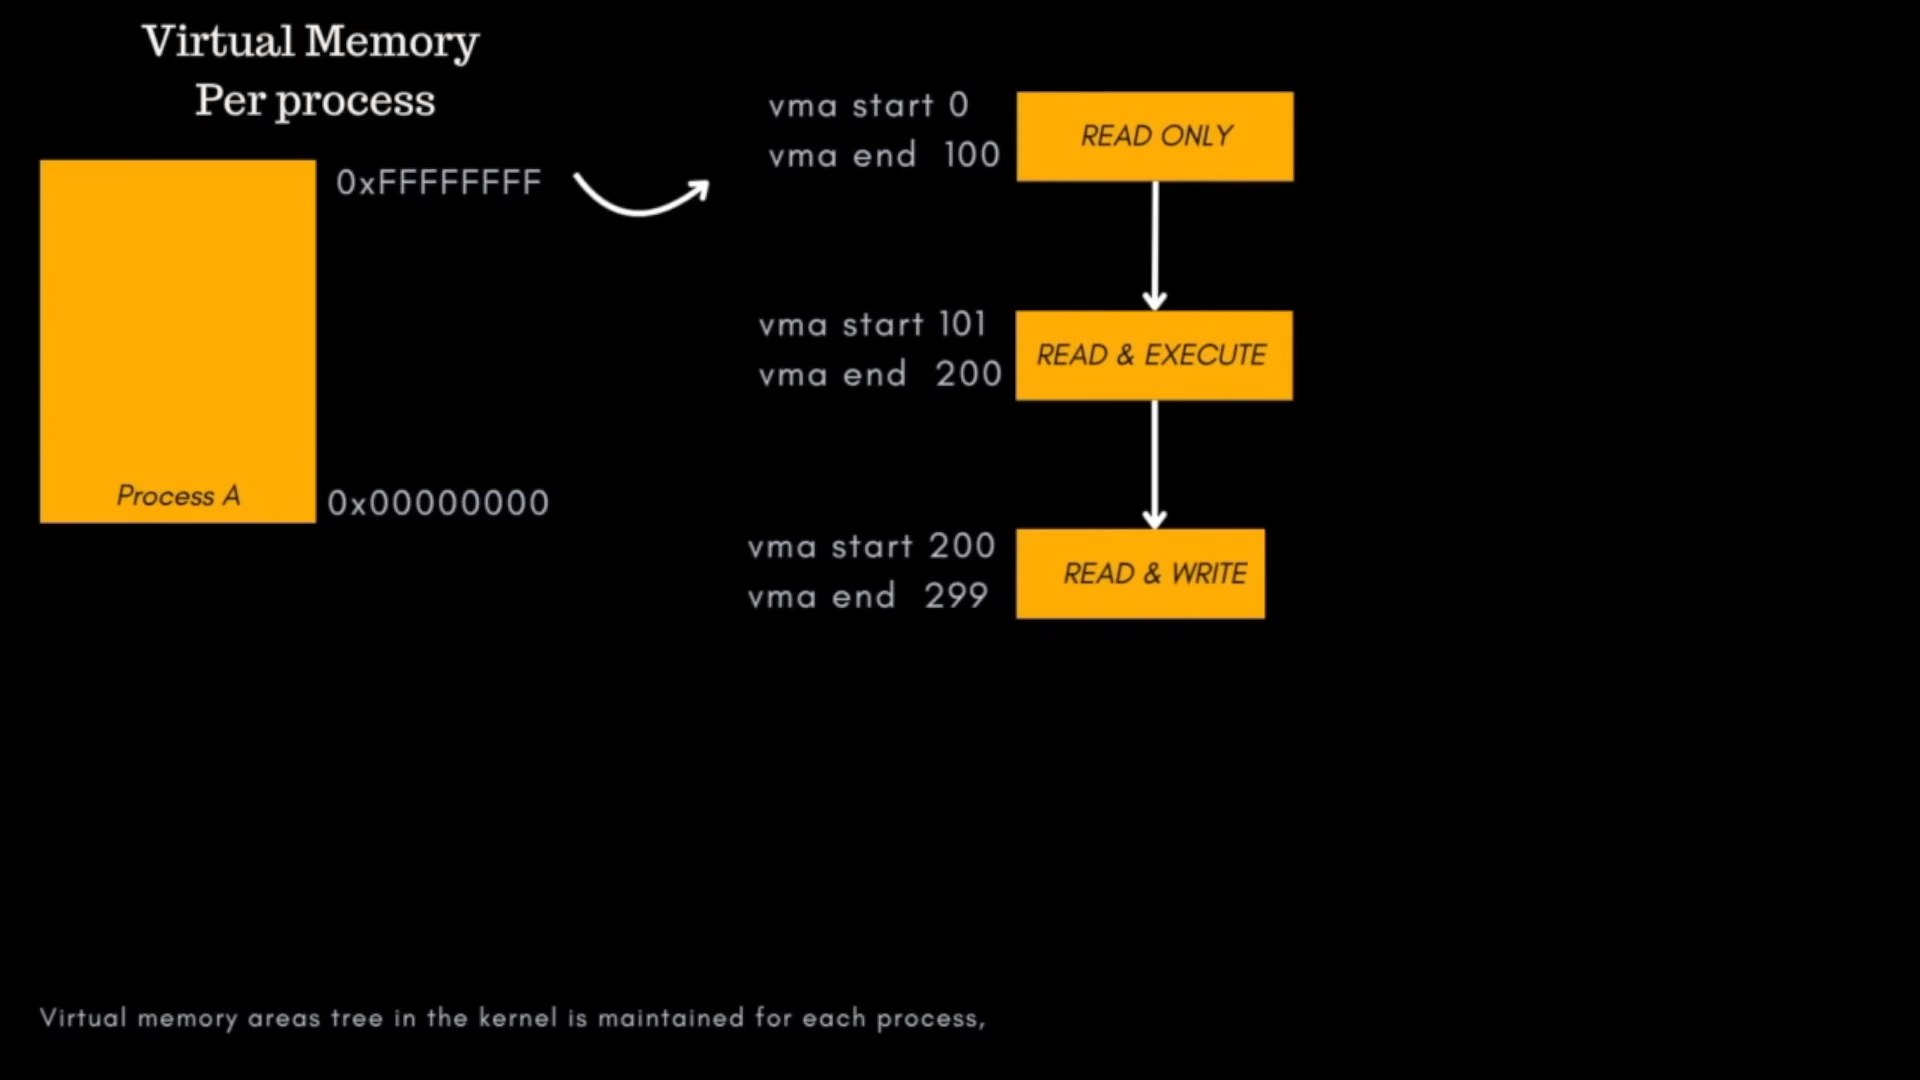 Virtual Memory
Per process
0xFFFFFFFF
Process A
0x00000000
vma start 0
vma end 100
READ ONLY
vma start 101
vma end 200
READ & EXECUTE
vma start 200
vma end 299
READ & WRITE
Virtual memory areas tree in the kernel is maintained for each process,